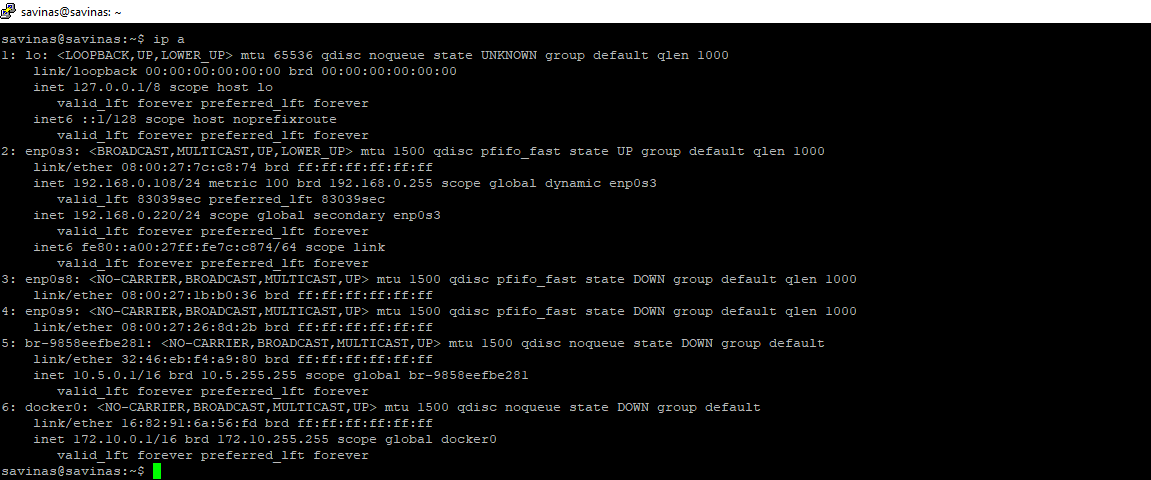 savinas@savinas: ~
savinas@savinas:~$ ip a
1: lo: <LOOPBACK,UP,LOWER_UP> mtu 65536 qdisc noqueue state UNKNOWN group default qlen 1000
    link/loopback 00:00:00:00:00:00 brd 00:00:00:00:00:00
    inet 127.0.0.1/8 scope host lo
       valid_lft forever preferred_lft forever
    inet6 ::1/128 scope host noprefixroute
       valid_lft forever preferred_lft forever
2: enp0s3: <BROADCAST,MULTICAST,UP,LOWER_UP> mtu 1500 qdisc pfifo_fast state UP group default qlen 1000
    link/ether 08:00:27:7c:c8:74 brd ff:ff:ff:ff:ff:ff
    inet 192.168.0.108/24 metric 100 brd 192.168.0.255 scope global dynamic enp0s3
       valid_lft 83039sec preferred_lft 83039sec
    inet 192.168.0.220/24 scope global secondary enp0s3
       valid_lft forever preferred_lft forever
    inet6 fe80::a00:27ff:fe7c:c874/64 scope link
       valid_lft forever preferred_lft forever
3: enp0s8: <NO-CARRIER,BROADCAST,MULTICAST,UP> mtu 1500 qdisc pfifo_fast state DOWN group default qlen 1000
    link/ether 08:00:27:1b:b0:36 brd ff:ff:ff:ff:ff:ff
4: enp0s9: <NO-CARRIER,BROADCAST,MULTICAST,UP> mtu 1500 qdisc pfifo_fast state DOWN group default qlen 1000
    link/ether 08:00:27:26:8d:2b brd ff:ff:ff:ff:ff:ff
5: br-9858eefbe281: <NO-CARRIER,BROADCAST,MULTICAST,UP> mtu 1500 qdisc noqueue state DOWN group default
    link/ether 32:46:eb:f4:a9:80 brd ff:ff:ff:ff:ff:ff
    inet 10.5.0.1/16 brd 10.5.255.255 scope global br-9858eefbe281
       valid_lft forever preferred_lft forever
6: docker0: <NO-CARRIER,BROADCAST,MULTICAST,UP> mtu 1500 qdisc noqueue state DOWN group default
    link/ether 16:82:91:6a:56:fd brd ff:ff:ff:ff:ff:ff
    inet 172.10.0.1/16 brd 172.10.255.255 scope global docker0
       valid_lft forever preferred_lft forever
savinas@savinas:~$